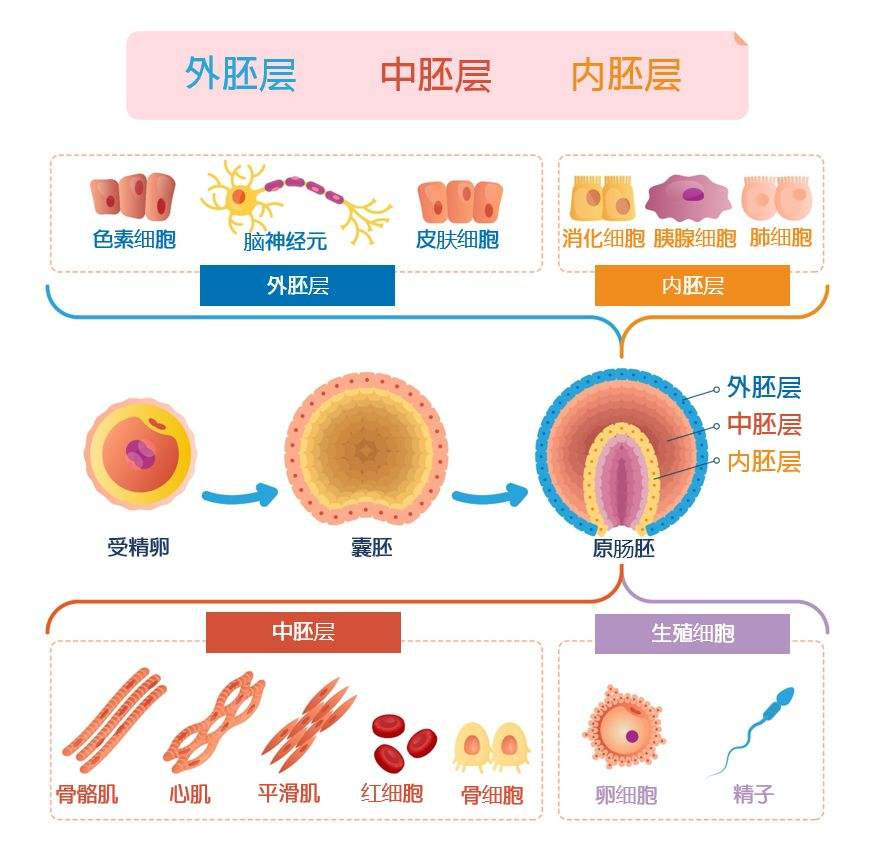 外胚层 中胚层 内胚层
色素细胞 脑神经元 皮肤细胞 消化细胞 胰腺细胞 肺细胞
外胚层 内胚层
外胚层
中胚层
内胚层
受精卵 囊胚 原肠胚
中胚层 生殖细胞
骨骼肌 心肌 平滑肌 红细胞 骨细胞 卵细胞 精子